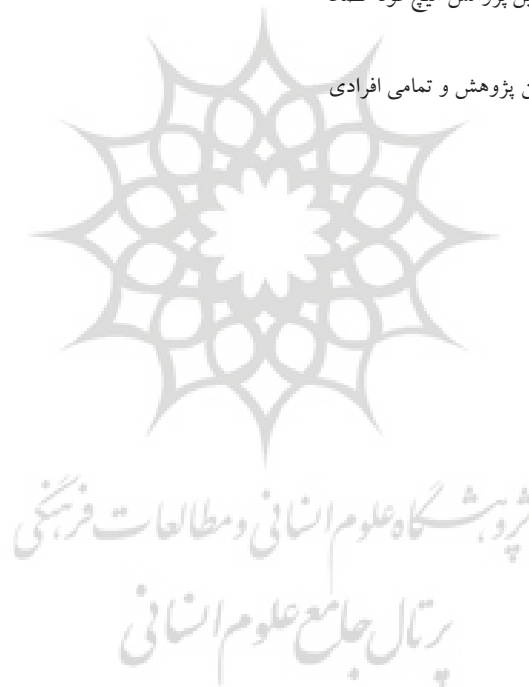 ن پژوهش و تمامی افرادی
پژوهشگاه علوم انسانی و مطالعات فرهنگی
پرتال جامع علوم انسانی